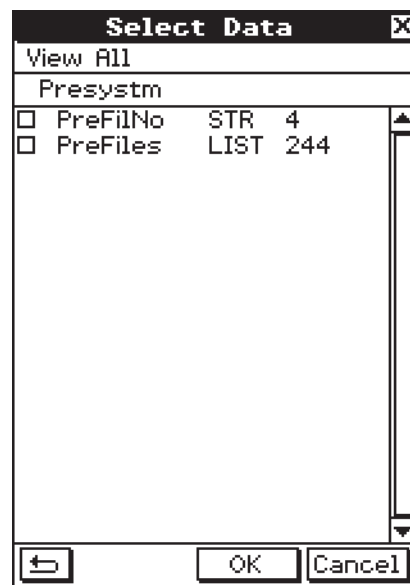 Select Data
View All
Presystm
PreFilNo STR 4
PreFiles LIST 244
OK Cancel